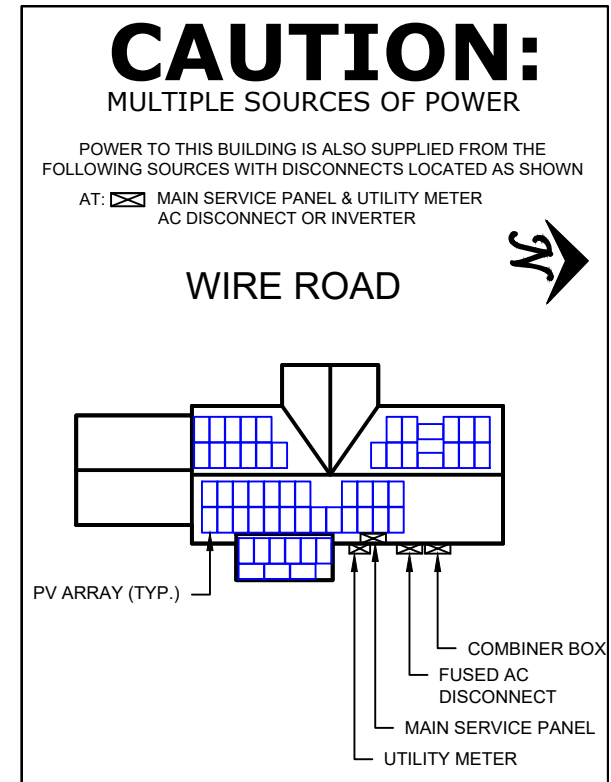 CAUTION:
MULTIPLE SOURCES OF POWER
POWER TO THIS BUILDING IS ALSO SUPPLIED FROM THE
FOLLOWING SOURCES WITH DISCONNECTS LOCATED AS SHOWN
AT: MAIN SERVICE PANEL & UTILITY METER
AC DISCONNECT OR INVERTER
N
WIRE ROAD
PV ARRAY (TYP.)
COMBINER BOX
FUSED AC
DISCONNECT
MAIN SERVICE PANEL
UTILITY METER